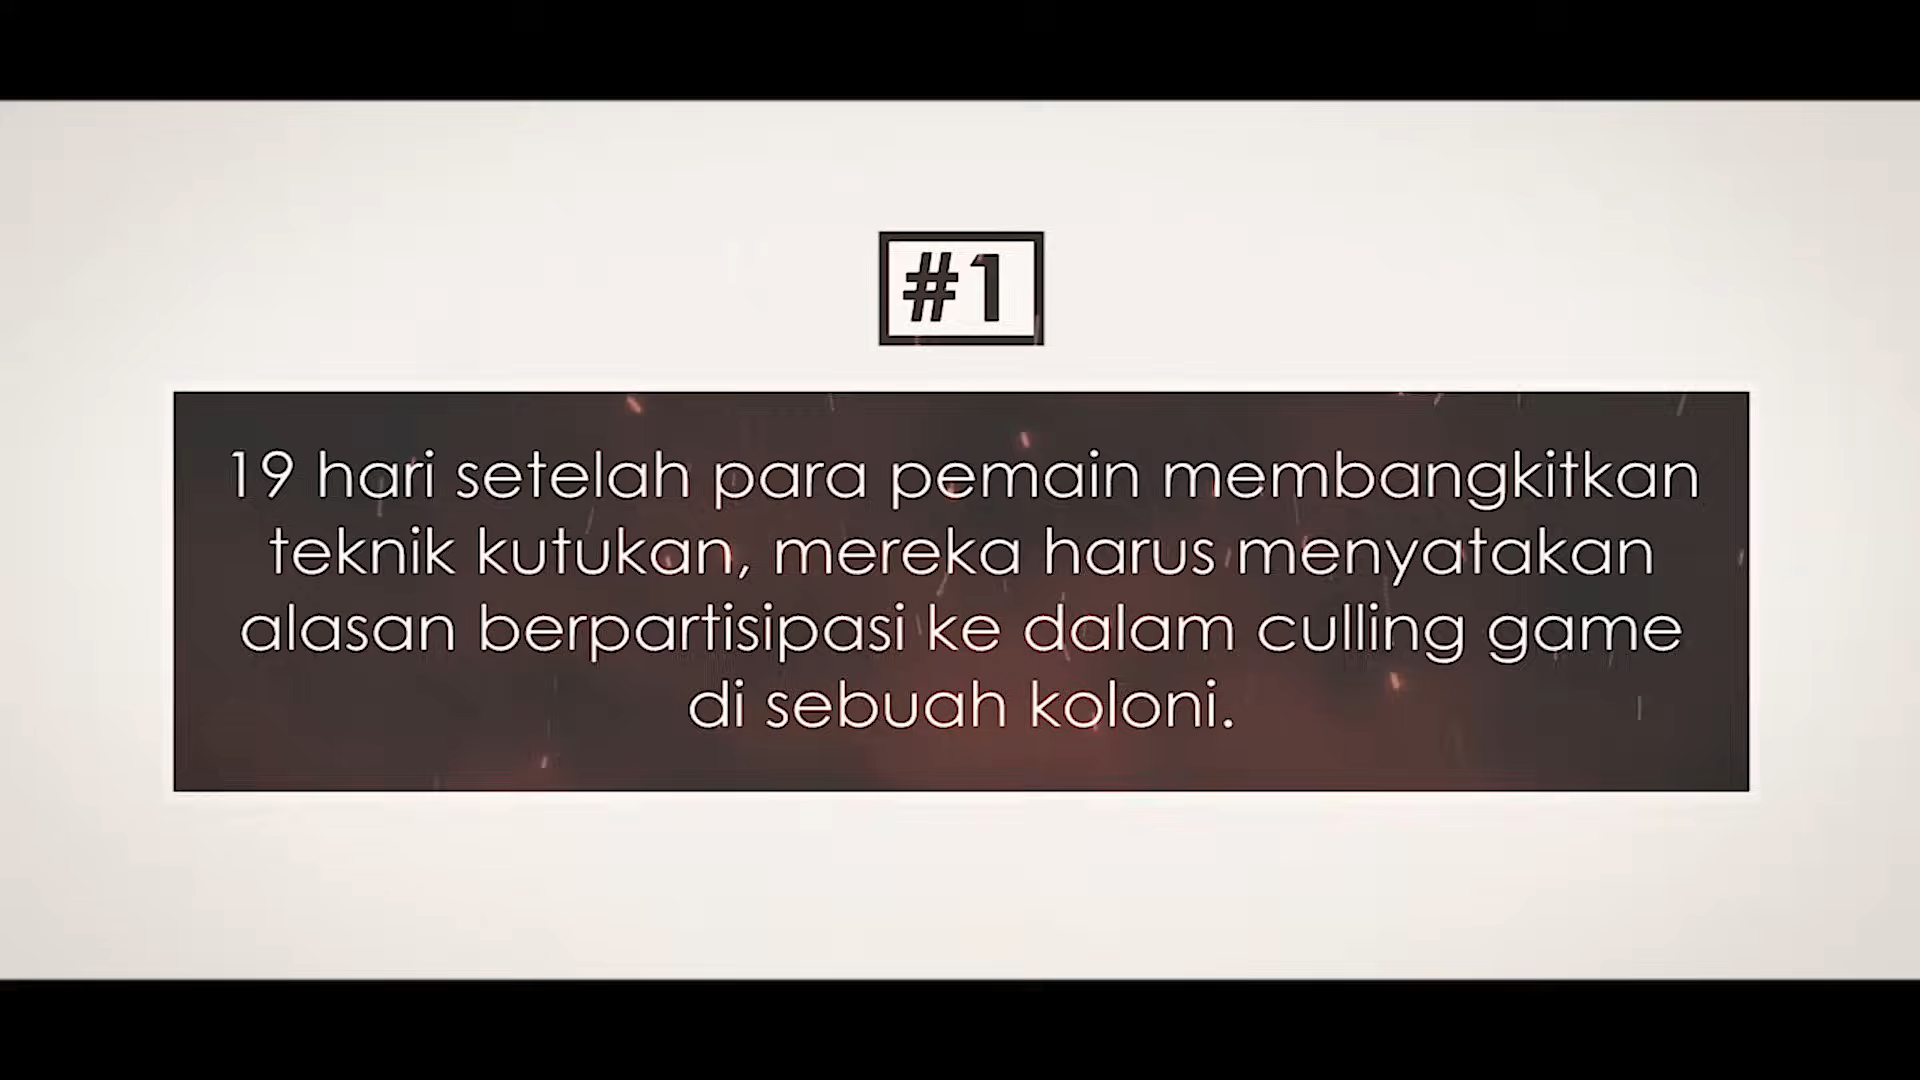 #1
19 hari setelah para pemain membangkitkan
teknik kutukan, mereka harus menyatakan
alasan berpartisipasi ke dalam culling game
di sebuah koloni.